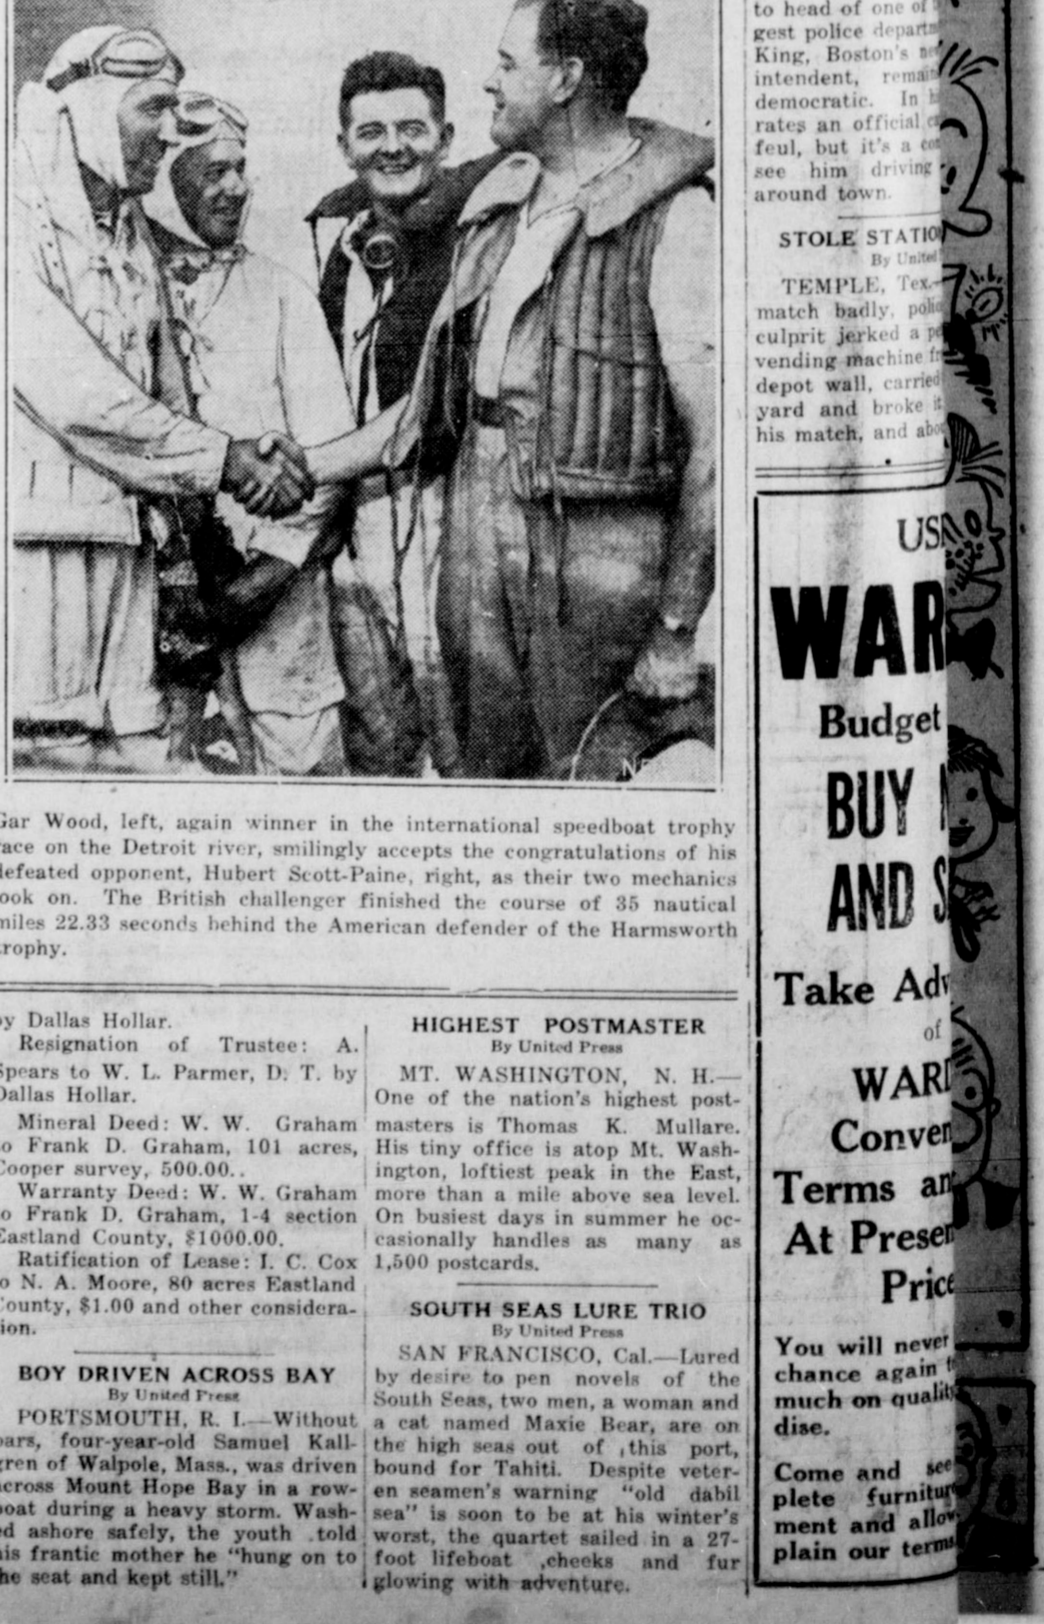 Gar Wood, left, again winner in the international speedboat trophy
race on the Detroit river, smilingly accepts the congratulations of his
defeated opponent, Hubert Scott-Paine, right, as their two mechanics
look on. The British challenger finished the course of 35 nautical
miles 22.33 seconds behind the American defender of the Harmsworth
trophy.
by Dallas Hollar.
Resignation of Trustee: A.
Spears to W. L. Parmer, D. T. by
Dallas Hollar.
Mineral Deed: W. W. Graham
to Frank D. Graham, 101 acres,
Cooper survey, 500.00..
Warranty Deed: W. W. Graham
to Frank D. Graham, 1-4 section
Eastland County, $1000.00.
Ratification of Lease: I. C. Cox
to N. A. Moore, 80 acres Eastland
County, $1.00 and other considera-
tion.
BOY DRIVEN ACROSS BAY
By United Press
PORTSMOUTH, R. I.—Without
oars, four-year-old Samuel Kall-
gren of Walpole, Mass., was driven
across Mount Hope Bay in a row-
boat during a heavy storm. Wash-
ed ashore safely, the youth told
his frantic mother he "hung on to
the seat and kept still."
HIGHEST POSTMASTER
By United Press
MT. WASHINGTON, N. H.—
One of the nation's highest post-
masters is Thomas K. Mullare.
His tiny office is atop Mt. Wash-
ington, loftiest peak in the East,
more than a mile above sea level.
On busiest days in summer he oc-
casionally handles as many as
1,500 postcards.
SOUTH SEAS LURE TRIO
By United Press
SAN FRANCISCO, Cal.—Lured
by desire to pen novels of the
South Seas, two men, a woman and
a cat named Maxie Bear, are on
the high seas out of ,this port,
bound for Tahiti. Despite veter-
en seamen's warning "old dabil
sea" is soon to be at his winter's
worst, the quartet sailed in a 27-
foot lifeboat ,cheeks and fur
glowing with adventure.
to head of one of
gest police
King, Boston's
intendent,
democratic. In
rates an official
feul, but it's a
see him driving
around town.
STOLE
By United
TEMPLE, Tex.—
match badly,
culprit jerked a
vending machine
depot wall, carried
yard and broke
his match, and
WAR
Budget
BUY
AND
Take
of
Terms
At
You will never
chance again
much on
dise.
Come and see
plete
ment and
plain our terms